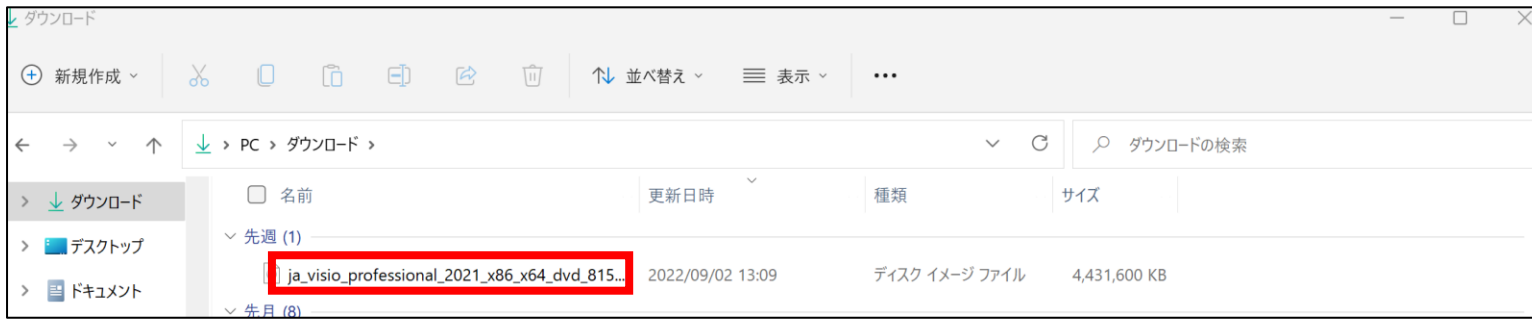 ダウンロード
新規作成 並べ替え 表示 •••
PC › ダウンロード › ダウンロードの検索
ダウンロード 名前 更新日時 種類 サイズ
先週 (1)
デスクトップ
ja_visio_professional_2021_x86_x64_dvd_815... 2022/09/02 13:09 ディスク イメージ ファイル 4,431,600 KB
ドキュメント
先月 (8)